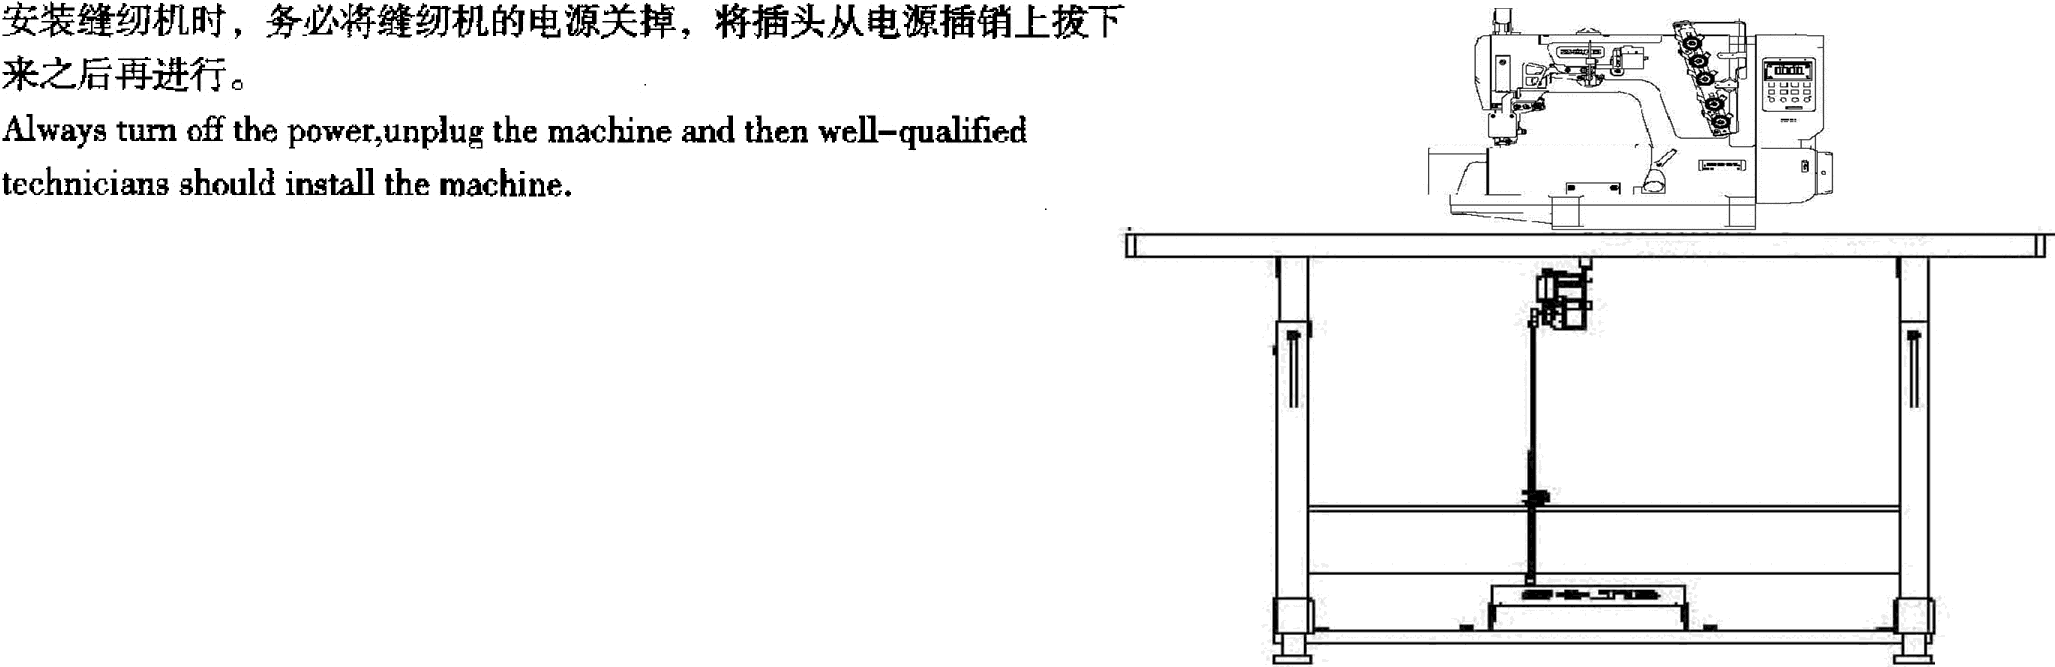 安装缝纫机时，务必将缝纫机的电源关掉，将插头从电源插销上拔下
来之后再进行。
Always turn off the power,unplug the machine and then well-qualified
technicians should install the machine.